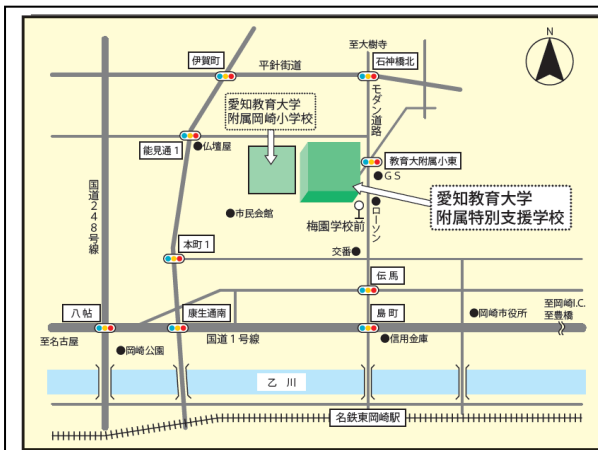 N
至大樹寺
伊賀町
石神橋北
平針街道
モダン道路
愛知教育大学
附属岡崎小学校
能見通1
仏壇屋
教育大附属小東
GS
国道248号線
愛知教育大学
附属特別支援学校
ローソン
市民会館
梅園学校前
本町1
交番
伝馬
八帖
康生通南
島町
岡崎市役所
至岡崎I.C.
至豊橋
至名古屋
国道1号線
岡崎公園
信用金庫
乙川
名鉄東岡崎駅